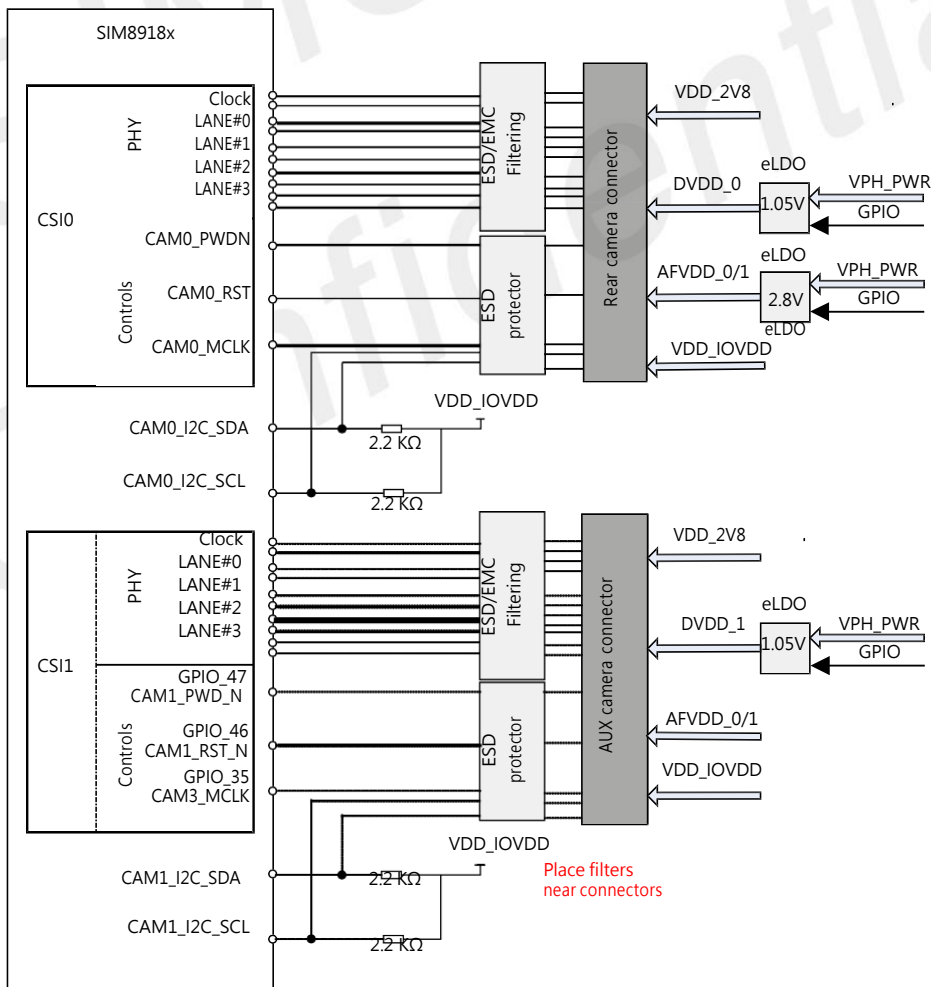 SIM8918x
Clock
LANE#0
LANE#1
LANE#2
LANE#3
PHY
CSI0
CAM0_PWDN
CAM0_RST
CAM0_MCLK
Controls
ESD/EMC
Filtering
ESD
protector
Rear camera connector
VDD_2V8
DVDD_0
eLDO
1.05V
VPH_PWR
GPIO
AFVDD_0/1
eLDO
2.8V
eLDO
VPH_PWR
GPIO
VDD_IOVDD
VDD_IOVDD
CAM0_I2C_SDA
2.2 KΩ
CAM0_I2C_SCL
2.2 KΩ
Clock
LANE#0
LANE#1
LANE#2
LANE#3
PHY
CSI1
GPIO_47
CAM1_PWD_N
GPIO_46
CAM1_RST_N
GPIO_35
CAM3_MCLK
Controls
ESD/EMC
Filtering
ESD
protector
AUX camera connector
VDD_2V8
DVDD_1
eLDO
1.05V
VPH_PWR
GPIO
AFVDD_0/1
VDD_IOVDD
VDD_IOVDD
CAM1_I2C_SDA
2.2 KΩ
CAM1_I2C_SCL
2.2 KΩ
Place filters
near connectors